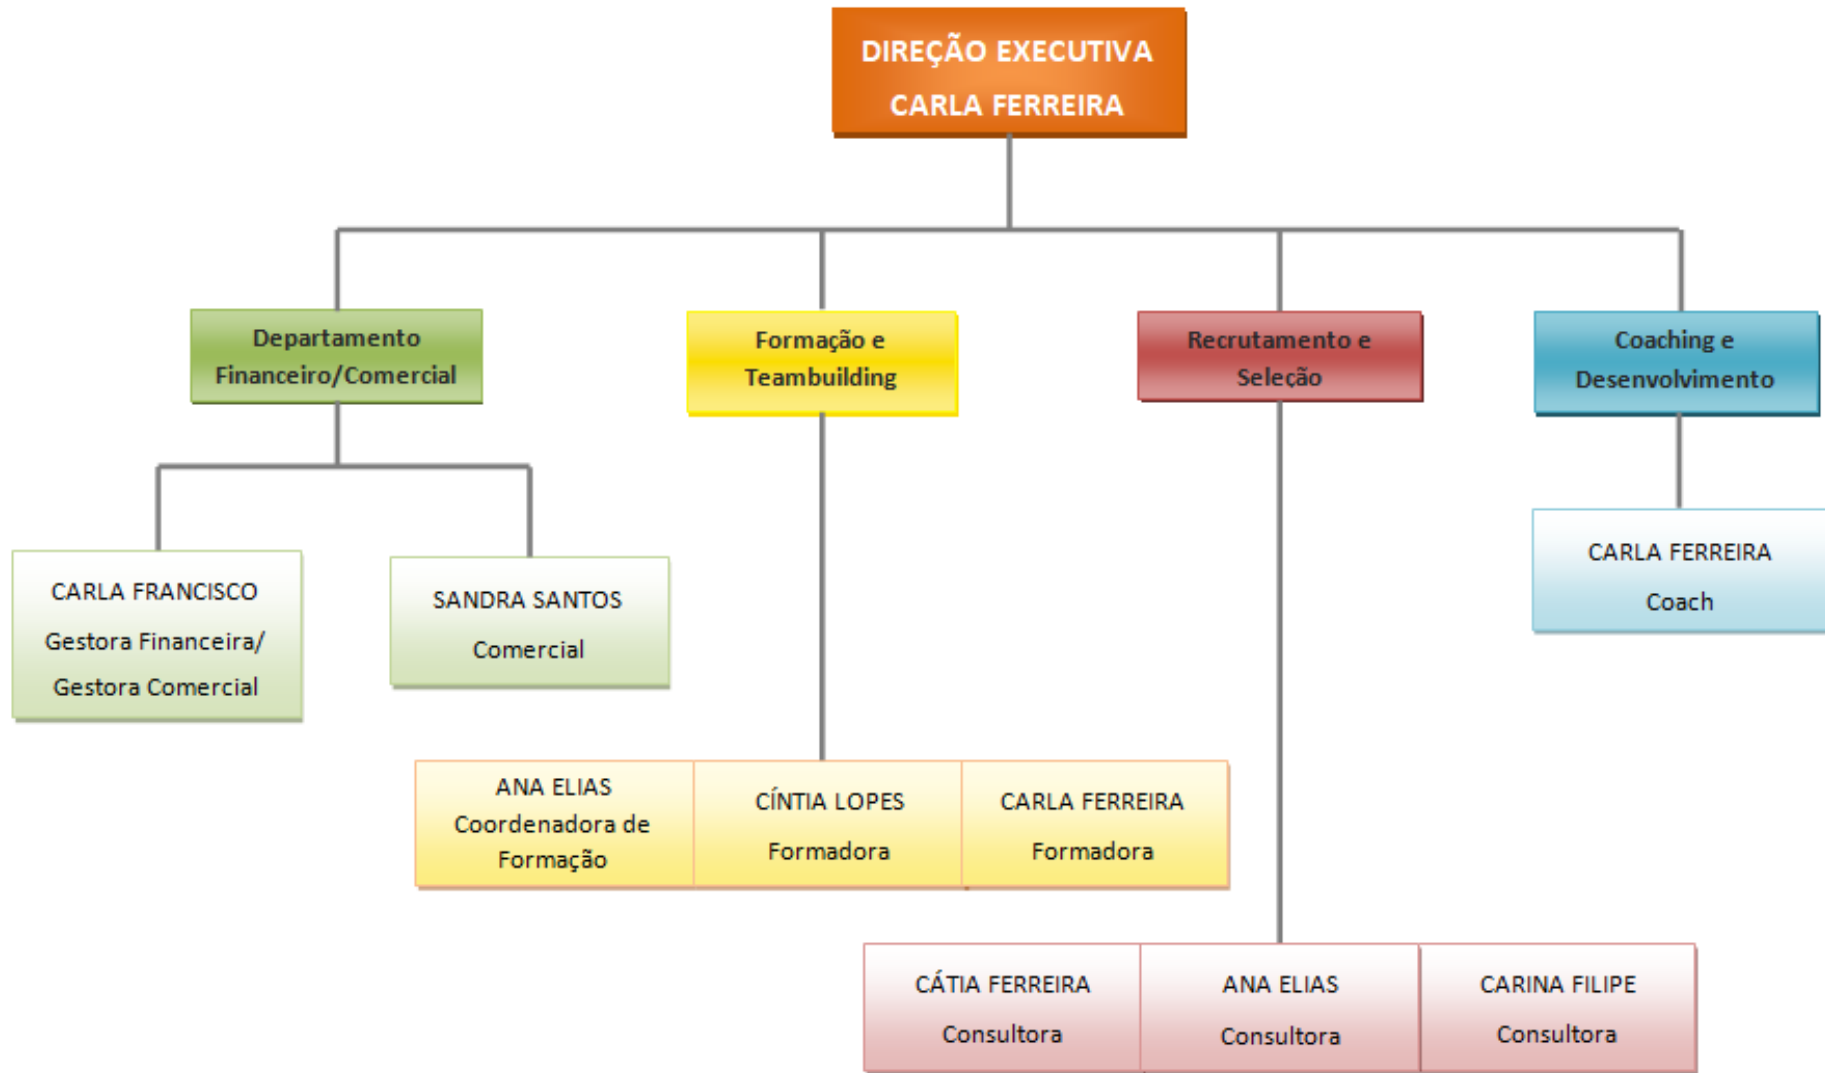 DIREÇÃO EXECUTIVA
CARLA FERREIRA
Departamento
Financeiro/Comercial
Formação e
Teambuilding
Recrutamento e
Seleção
Coaching e
Desenvolvimento
CARLA FRANCISCO
Gestora Financeira/
Gestora Comercial
SANDRA SANTOS
Comercial
CARLA FERREIRA
Coach
ANA ELIAS
Coordenadora de
Formação
CÍNTIA LOPES
Formadora
CARLA FERREIRA
Formadora
CÁTIA FERREIRA
Consultora
ANA ELIAS
Consultora
CARINA FILIPE
Consultora